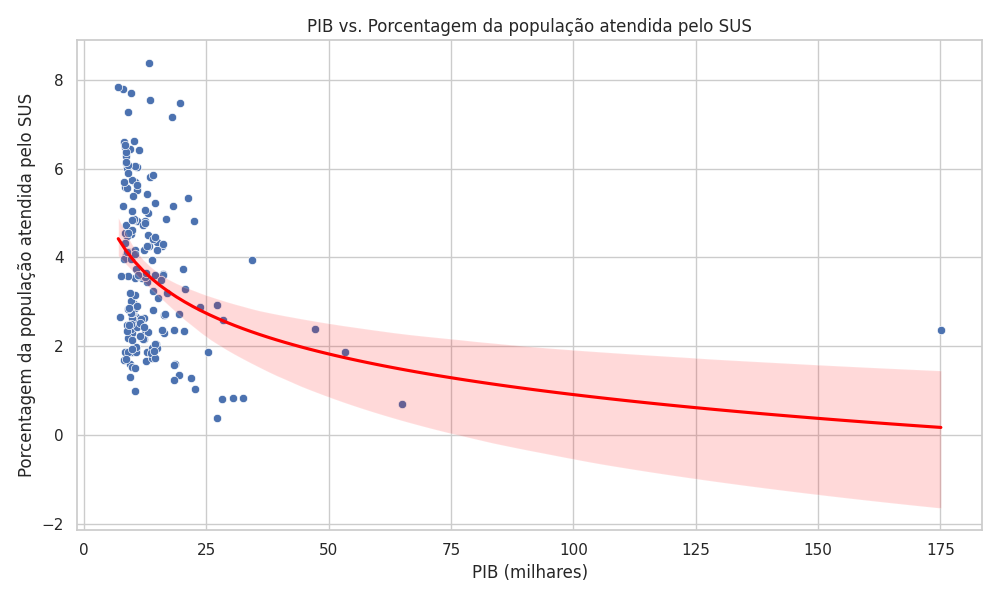 PIB vs. Porcentagem da população atendida pelo SUS
Porcentagem da população atendida pelo SUS
8
6
4
2
0
−2
0 25 50 75 100 125 150 175
PIB (milhares)